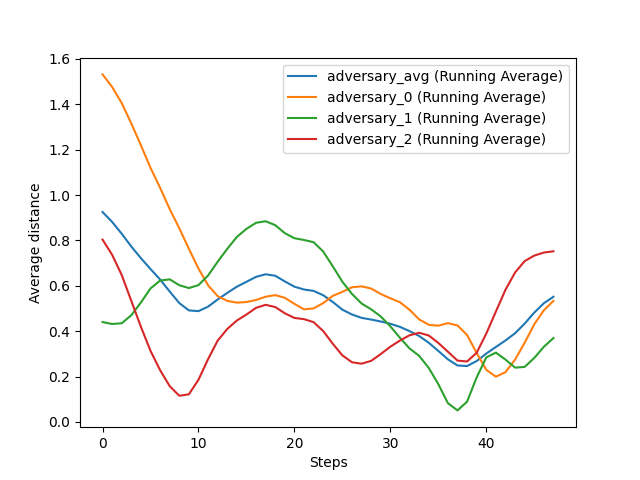 1.6
1.4
1.2
1.0
0.8
0.6
0.4
0.2
0.0
Average distance
adversary_avg (Running Average)
adversary_0 (Running Average)
adversary_1 (Running Average)
adversary_2 (Running Average)
0 10 20 30 40
Steps